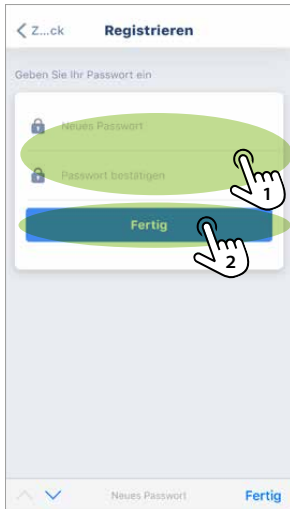 Z...ck Registrieren
Geben Sie Ihr Passwort ein
Neues Passwort
1
Passwort bestätigen
Fertig
2
Neues Passwort Fertig